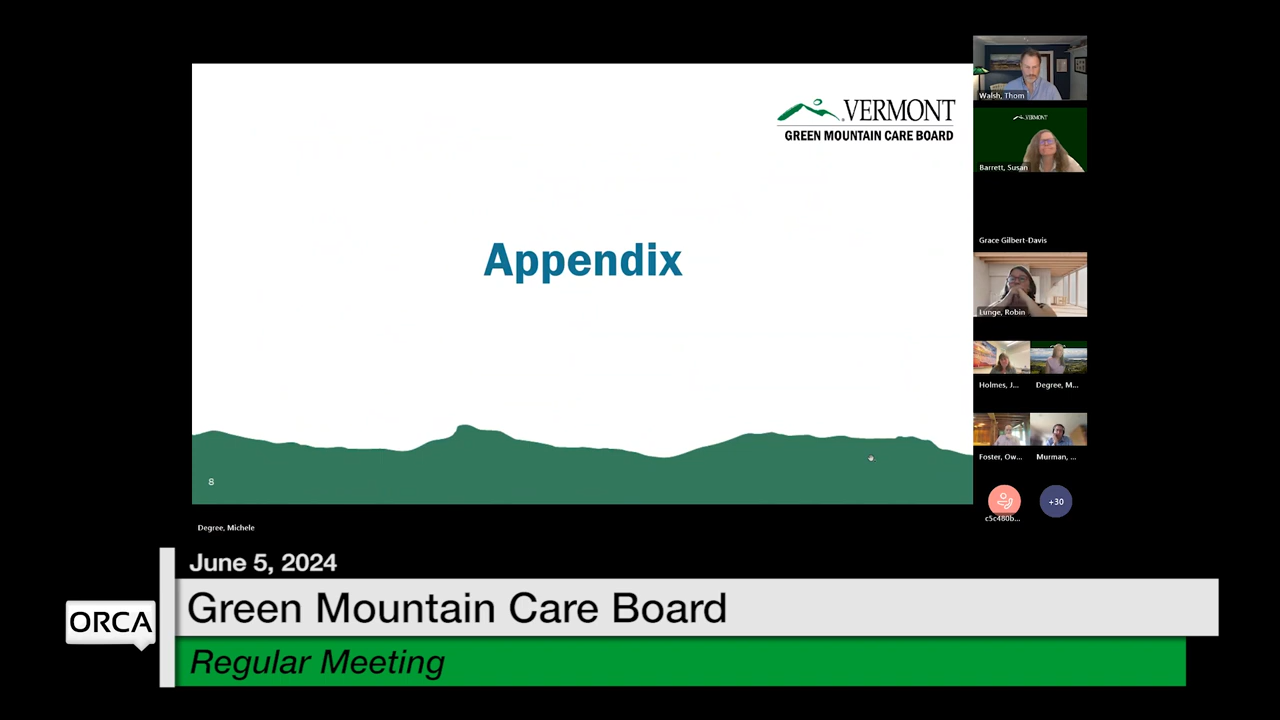 VERMONT
GREEN MOUNTAIN CARE BOARD
Appendix
8
Degree, Michele
Walsh, Thom
VERMONT
Barrett, Susan
Grace Gilbert-Davis
Lunge, Robin
Holmes, J...
Degree, M...
Foster, Ow...
Murman, ...
c5c480b...
+30
June 5, 2024
ORCA
Green Mountain Care Board
Regular Meeting